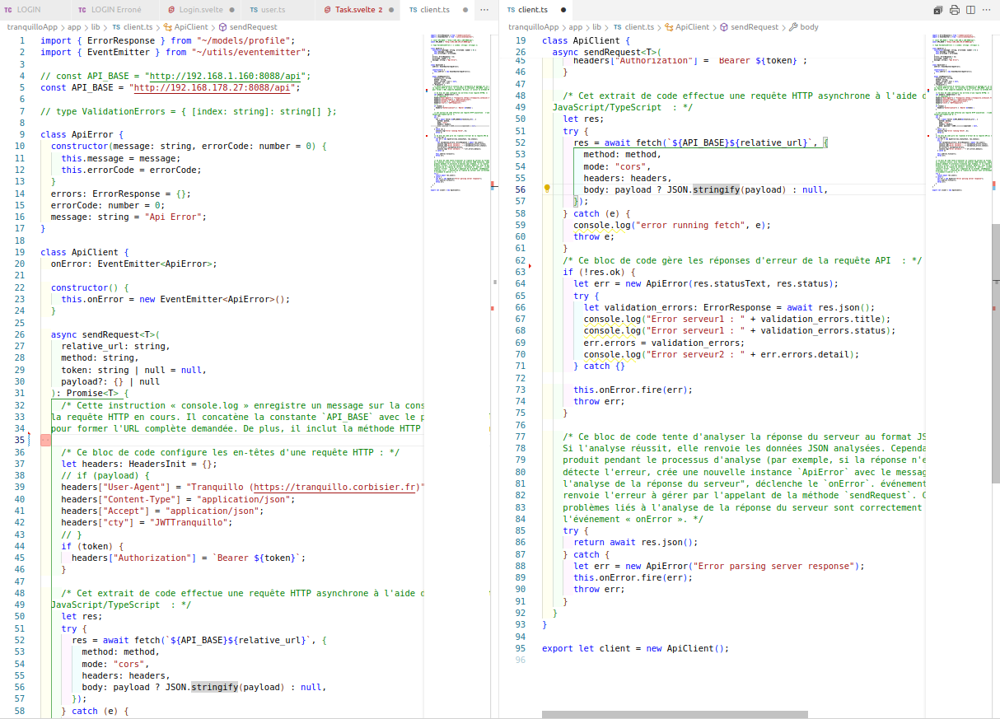 TC LOGIN
TC LOGIN Erroné
Login.svelte
TS user.ts
Task.svelte 2
TS client.ts
tranquilloApp > app > lib > TS client.ts > ApiClient > sendRequest
1 import { ErrorResponse } from "~/models/profile";
2 import { EventEmitter } from "~/utils/eventemitter";
3
4 // const API_BASE = "http://192.168.1.160:8088/api";
5 const API_BASE = "http://192.168.178.27:8088/api";
6
7 // type ValidationErrors = { [index: string]: string[] };
8
9 class ApiError {
10 constructor(message: string, errorCode: number = 0) {
11 this.message = message;
12 this.errorCode = errorCode;
13 }
14 errors: ErrorResponse = {};
15 errorCode: number = 0;
16 message: string = "Api Error";
17 }
18
19 class ApiClient {
20 onError: EventEmitter<ApiError>;
21
22 constructor() {
23 this.onError = new EventEmitter<ApiError>();
24 }
25
26 async sendRequest<T>(
27 relative_url: string,
28 method: string,
29 token: string | null = null,
30 payload?: {} | null
31 ): Promise<T> {
32 /* Cette instruction « console.log » enregistre un message sur la cons
33 la requête HTTP en cours. Il concatène la constante `API_BASE` avec le p
34 pour former l'URL complète demandée. De plus, il inclut la méthode HTTP
35
36 /* Ce bloc de code configure les en-têtes d'une requête HTTP : */
37 let headers: HeadersInit = {};
38 // if (payload) {
39 headers["User-Agent"] = "Tranquillo (https://tranquillo.corbisier.fr)"
40 headers["Content-Type"] = "application/json";
41 headers["Accept"] = "application/json";
42 headers["cty"] = "JWTTranquillo";
43 // }
44 if (token) {
45 headers["Authorization"] = `Bearer ${token}`;
46 }
47
48 /* Cet extrait de code effectue une requête HTTP asynchrone à l'aide d
49 JavaScript/TypeScript : */
50 let res;
51 try {
52 res = await fetch(`${API_BASE}${relative_url}`, {
53 method: method,
54 mode: "cors",
55 headers: headers,
56 body: payload ? JSON.stringify(payload) : null,
57 });
58 } catch (e) {
TS client.ts
tranquilloApp > app > lib > TS client.ts > ApiClient > sendRequest > body
19 class ApiClient {
26 async sendRequest<T>(
45 headers["Authorization"] = `Bearer ${token}`;
46 }
47
48 /* Cet extrait de code effectue une requête HTTP asynchrone à l'aide d
49 JavaScript/TypeScript : */
50 let res;
51 try {
52 res = await fetch(`${API_BASE}${relative_url}`, {
53 method: method,
54 mode: "cors",
55 headers: headers,
56 body: payload ? JSON.stringify(payload) : null,
57 });
58 } catch (e) {
59 console.log("error running fetch", e);
60 throw e;
61 }
62 /* Ce bloc de code gère les réponses d'erreur de la requête API : */
63 if (!res.ok) {
64 let err = new ApiError(res.statusText, res.status);
65 try {
66 let validation_errors: ErrorResponse = await res.json();
67 console.log("Error serveur1 : " + validation_errors.title);
68 console.log("Error serveur1 : " + validation_errors.status);
69 err.errors = validation_errors;
70 console.log("Error serveur2 : " + err.errors.detail);
71 } catch {}
72
73 this.onError.fire(err);
74 throw err;
75 }
76
77 /* Ce bloc de code tente d'analyser la réponse du serveur au format JS
78 Si l'analyse réussit, elle renvoie les données JSON analysées. Cependa
79 produit pendant le processus d'analyse (par exemple, si la réponse n'e
80 détecte l'erreur, crée une nouvelle instance `ApiError` avec le messag
81 l'analyse de la réponse du serveur", déclenche le `onError`. événement
82 renvoie l'erreur à gérer par l'appelant de la méthode `sendRequest`. C
83 problèmes liés à l'analyse de la réponse du serveur sont correctement
84 l'événement « onError ». */
85 try {
86 return await res.json();
87 } catch {
88 let err = new ApiError("Error parsing server response");
89 this.onError.fire(err);
90 throw err;
91 }
92 }
93 }
94
95 export let client = new ApiClient();
96